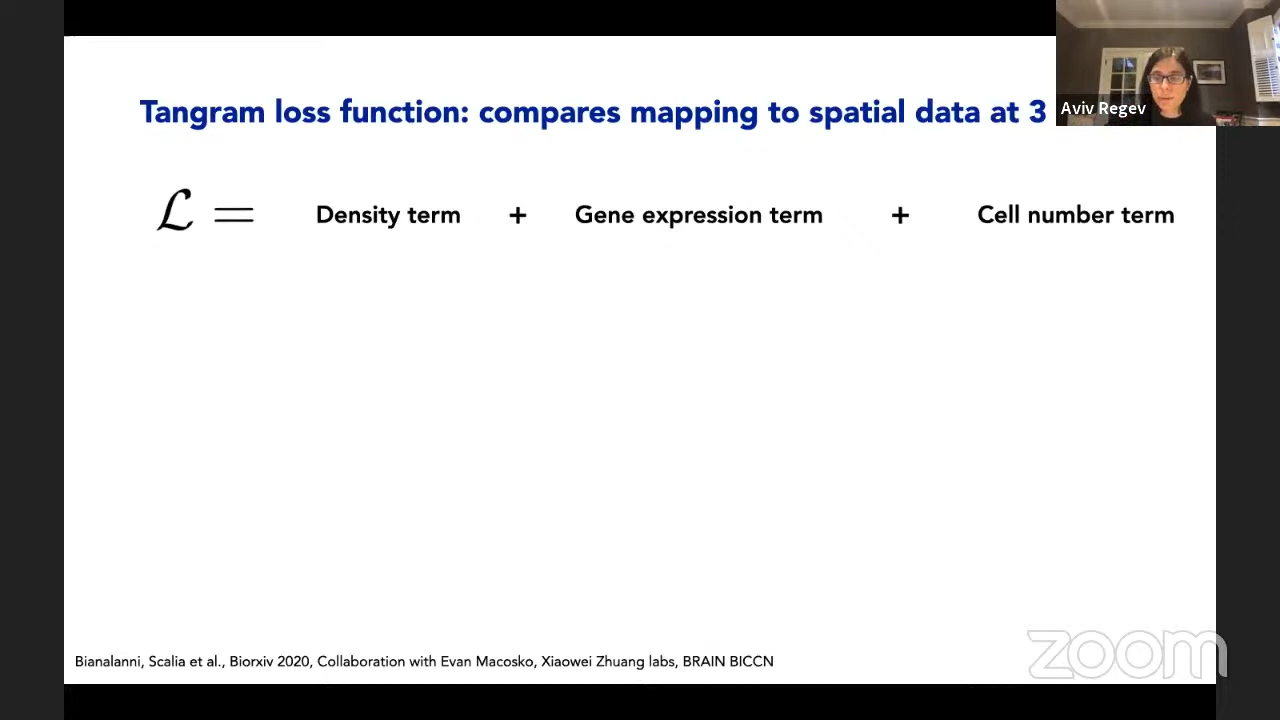 Tangram loss function: compares mapping to spatial data at 3
Aviv Regev
ℒ = Density term + Gene expression term + Cell number term
Bianalanni, Scalia et al., Biorxiv 2020, Collaboration with Evan Macosko, Xiaowei Zhuang labs, BRAIN BICCN
zoom